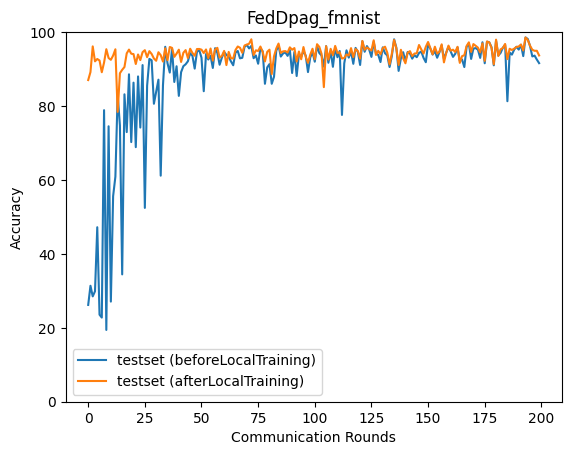 FedDpag_fmnist
100
80
60
40
20
0
Accuracy
testset (beforeLocalTraining)
testset (afterLocalTraining)
0 25 50 75 100 125 150 175 200
Communication Rounds